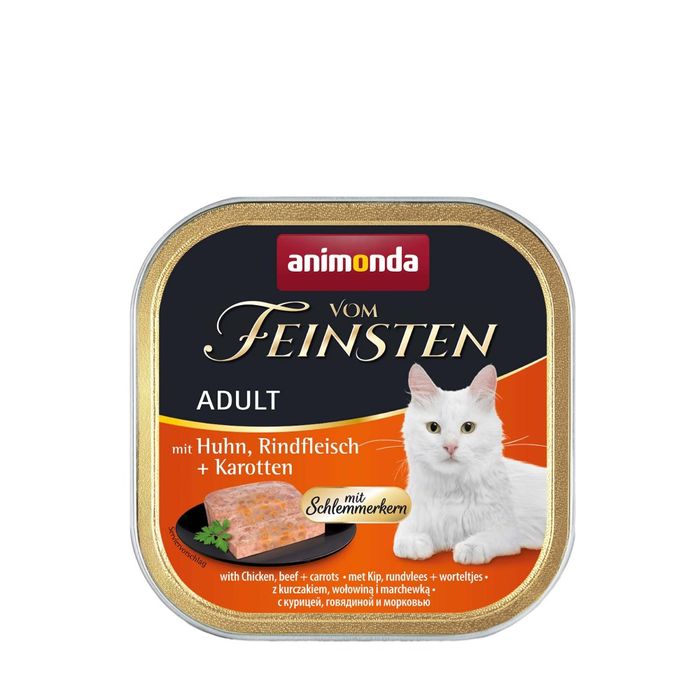 animonda
VOM
FEINSTEN
ADULT
mit Huhn, Rindfleisch
+ Karotten
mit
Schlemmerkern
Serviervorschlag
with Chicken, beef + carrots • met Kip, rundvlees + worteltjes •
z kurczakiem, wołowiną i marchewką •
с курицей, говядиной и морковью